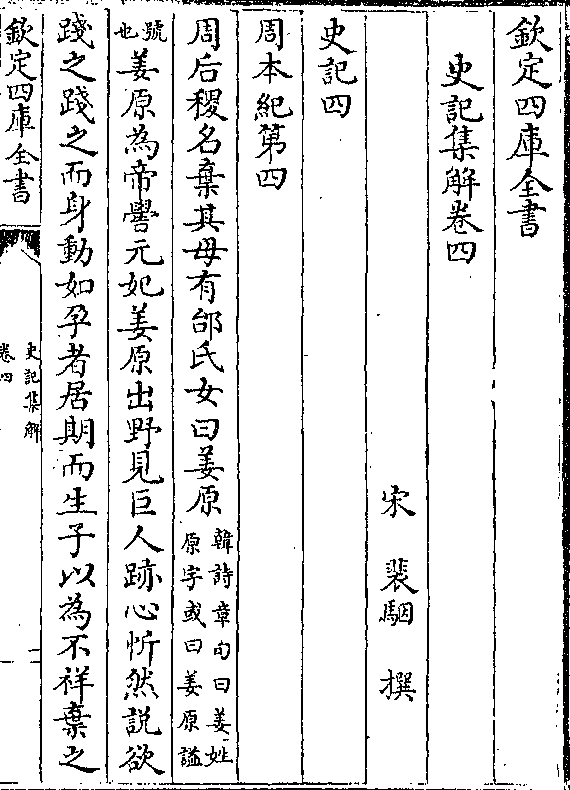 欽定四庫全書
史記集解卷四
宋 裴駰 撰
史記四
周本紀第四
周后稷名棄其母有邰氏女曰姜原韓詩章句曰姜姓
原字或曰姜原諡
號
也姜原為帝嚳元妃姜原出野見巨人跡心忻然說欲
踐之踐之而身動如孕者居期而生子以為不祥棄之
欽定四庫全書
史記集解
卷四
一